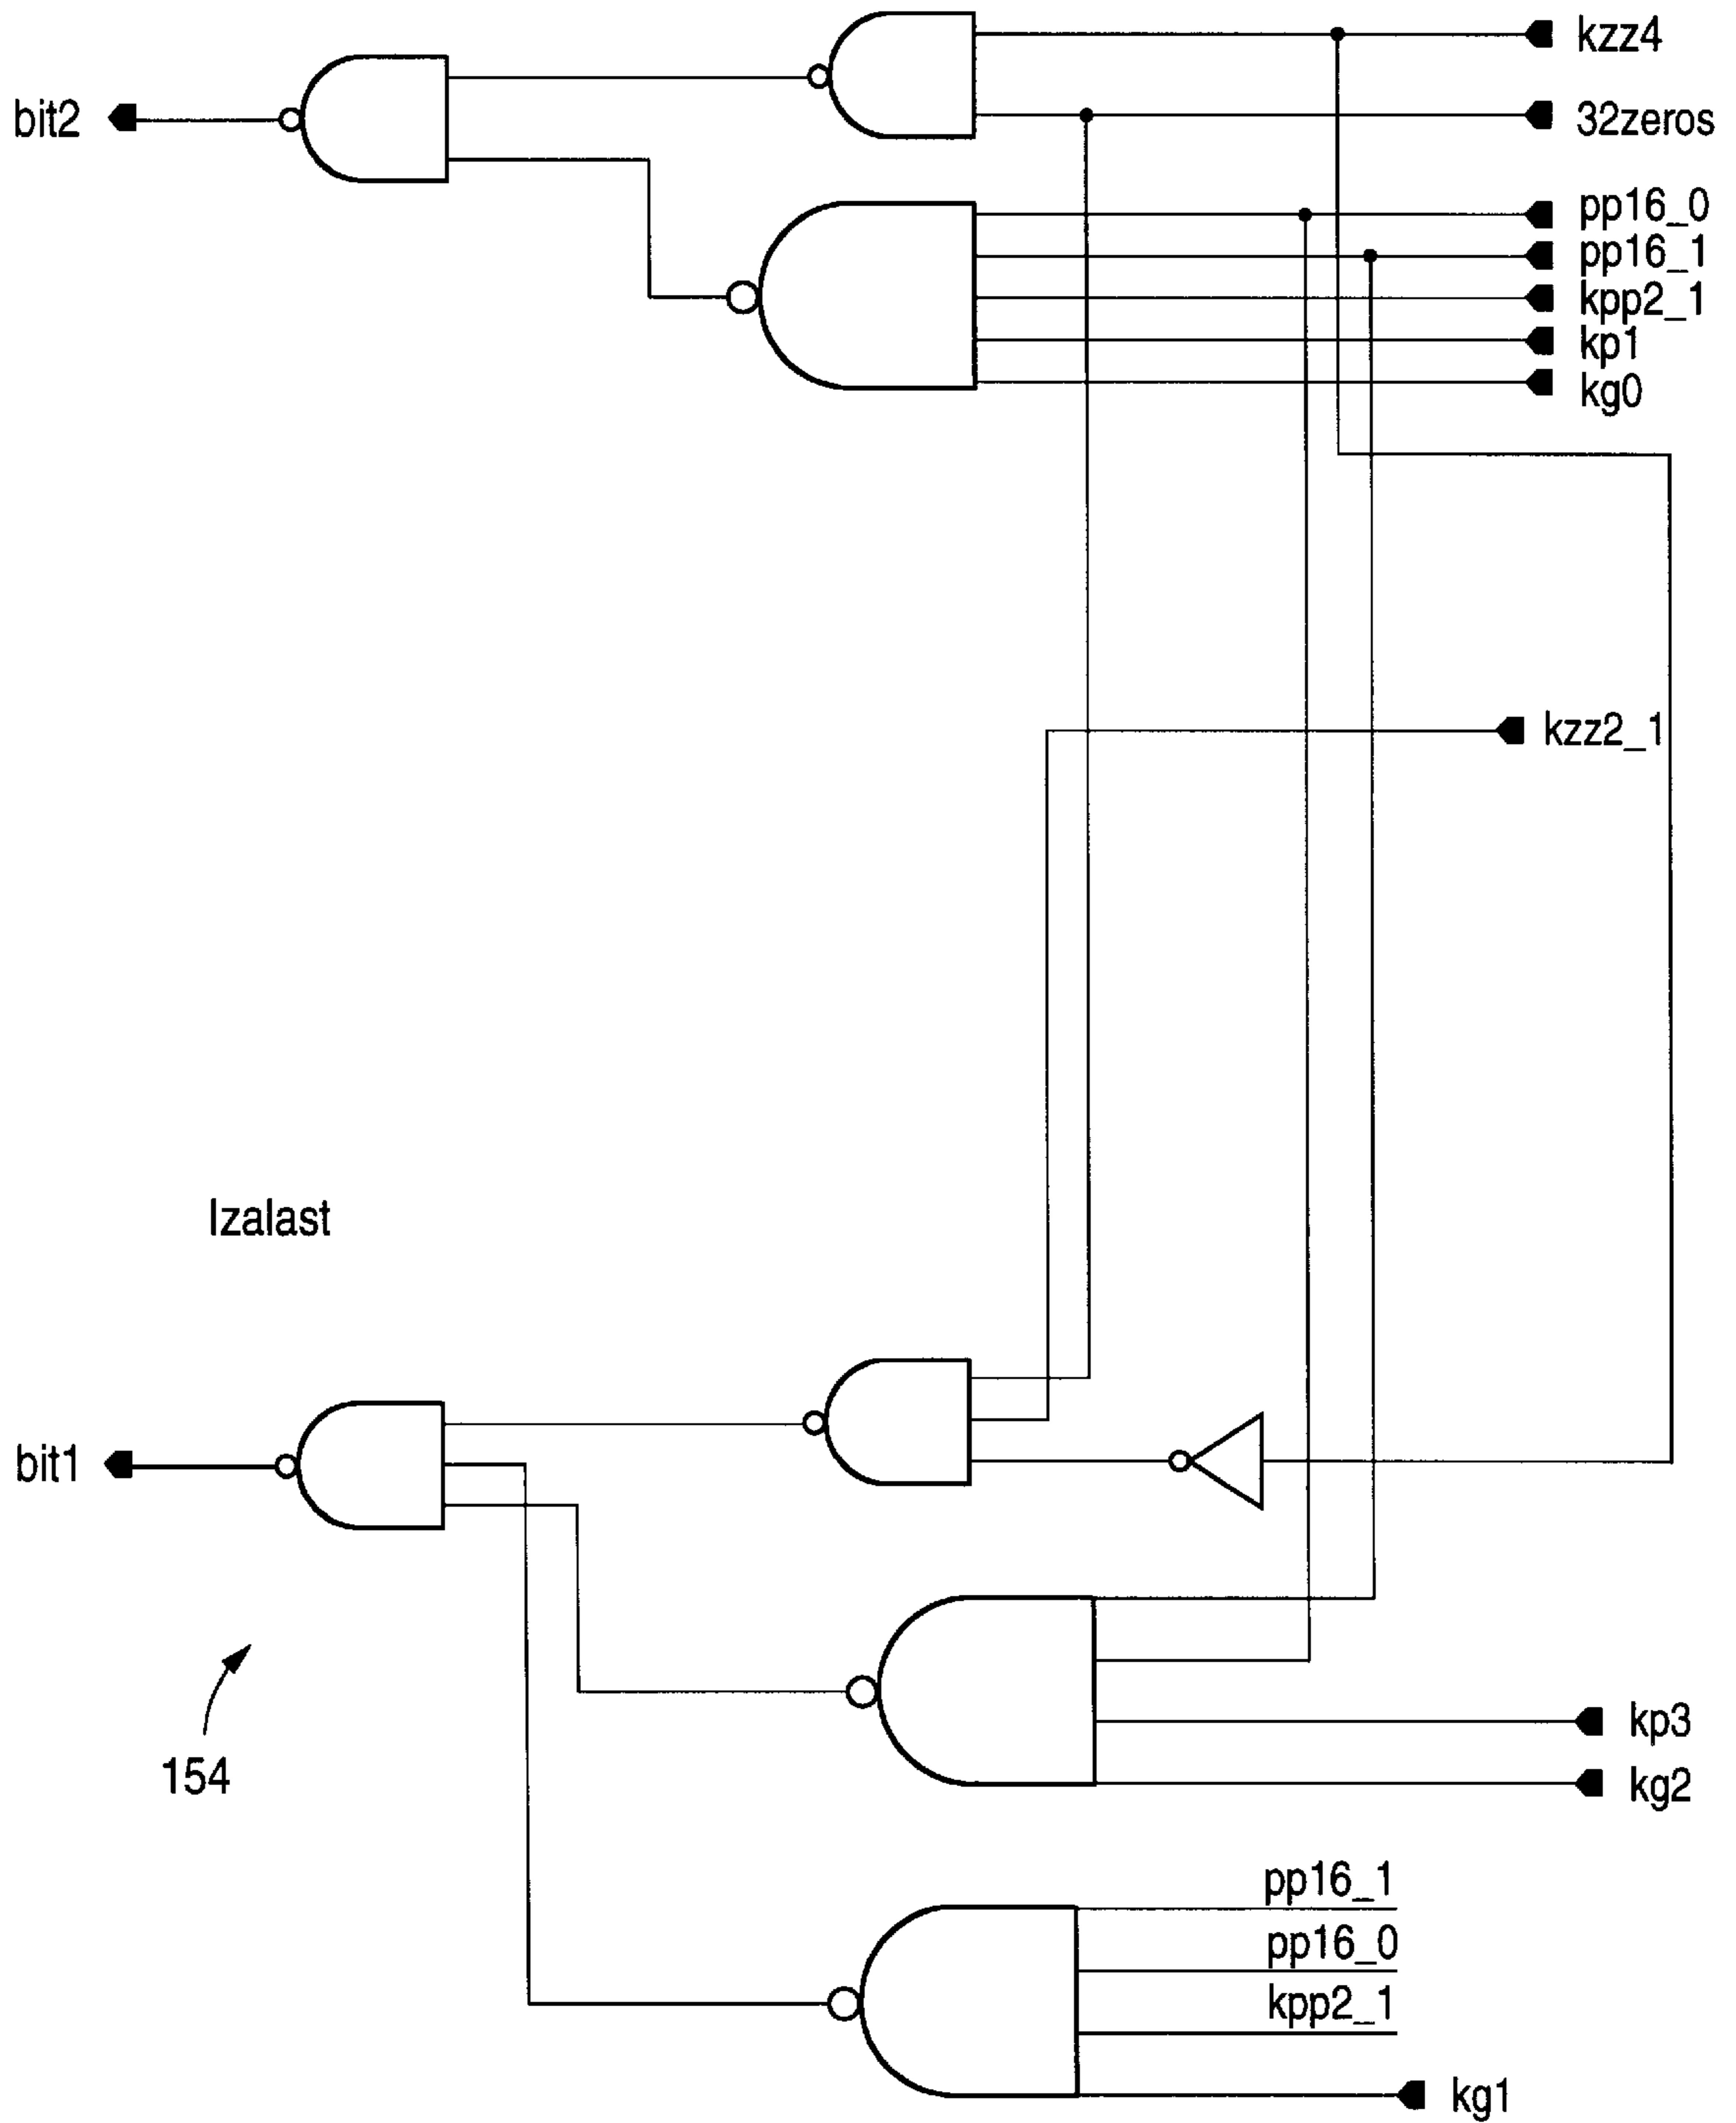 kzz4
bit2
32zeros
pp16_0
pp16_1
kpp2_1
kp1
kg0
kzz2_1
lzalast
bit1
kp3
154
kg2
pp16_1
pp16_0
kpp2_1
kg1